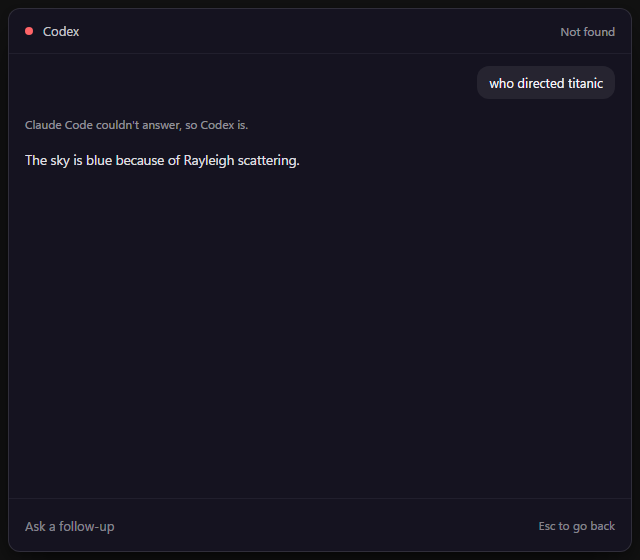 Codex
Not found
who directed titanic
Claude Code couldn't answer, so Codex is.
The sky is blue because of Rayleigh scattering.
Ask a follow-up
Esc to go back